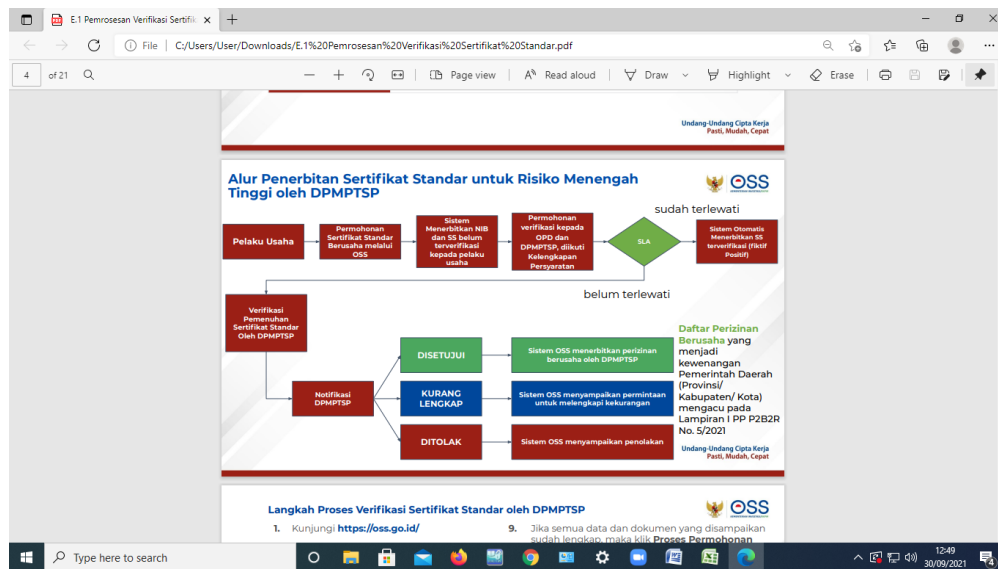 E.1 Pemrosesan Verifikasi Sertifik
File
C:/Users/User/Downloads/E.1%20Pemrosesan%20Verifikasi%20Sertifikat%20Standar.pdf
4 of 21
Page view
Read aloud
Draw
Highlight
Erase
Undang-Undang Cipta Kerja
Pasti, Mudah, Cepat
Alur Penerbitan Sertifikat Standar untuk Risiko Menengah
Tinggi oleh DPMPTSP
OSS
sudah terlewati
Pelaku Usaha
Permohonan
Sertifikat Standar
Berusaha melalui
OSS
Sistem
Menerbitkan NIB
dan SS belum
terverifikasi
kepada pelaku
usaha
Permohonan
verifikasi kepada
OPD dan
DPMPTSP, diikuti
Kelengkapan
Persyaratan
SLA
Sistem Otomatis
Menerbitkan SS
terverifikasi (fiktif
Positif)
belum terlewati
Verifikasi
Pemenuhan
Sertifikat Standar
Oleh DPMPTSP
Notifikasi
DPMPTSP
DISETUJUI
Sistem OSS menerbitkan perizinan
berusaha oleh DPMPTSP
KURANG
LENGKAP
Sistem OSS menyampaikan permintaan
untuk melengkapi kekurangan
DITOLAK
Sistem OSS menyampaikan penolakan
Daftar Perizinan
Berusaha yang
menjadi
kewenangan
Pemerintah Daerah
(Provinsi/
Kabupaten/ Kota)
mengacu pada
Lampiran I PP P2B2R
No. 5/2021
Undang-Undang Cipta Kerja
Pasti, Mudah, Cepat
Langkah Proses Verifikasi Sertifikat Standar oleh DPMPTSP
OSS
1. Kunjungi https://oss.go.id/
9. Jika semua data dan dokumen yang disampaikan
sudah lengkap, maka klik Proses Permohonan
Type here to search
12:49
30/09/2021
4